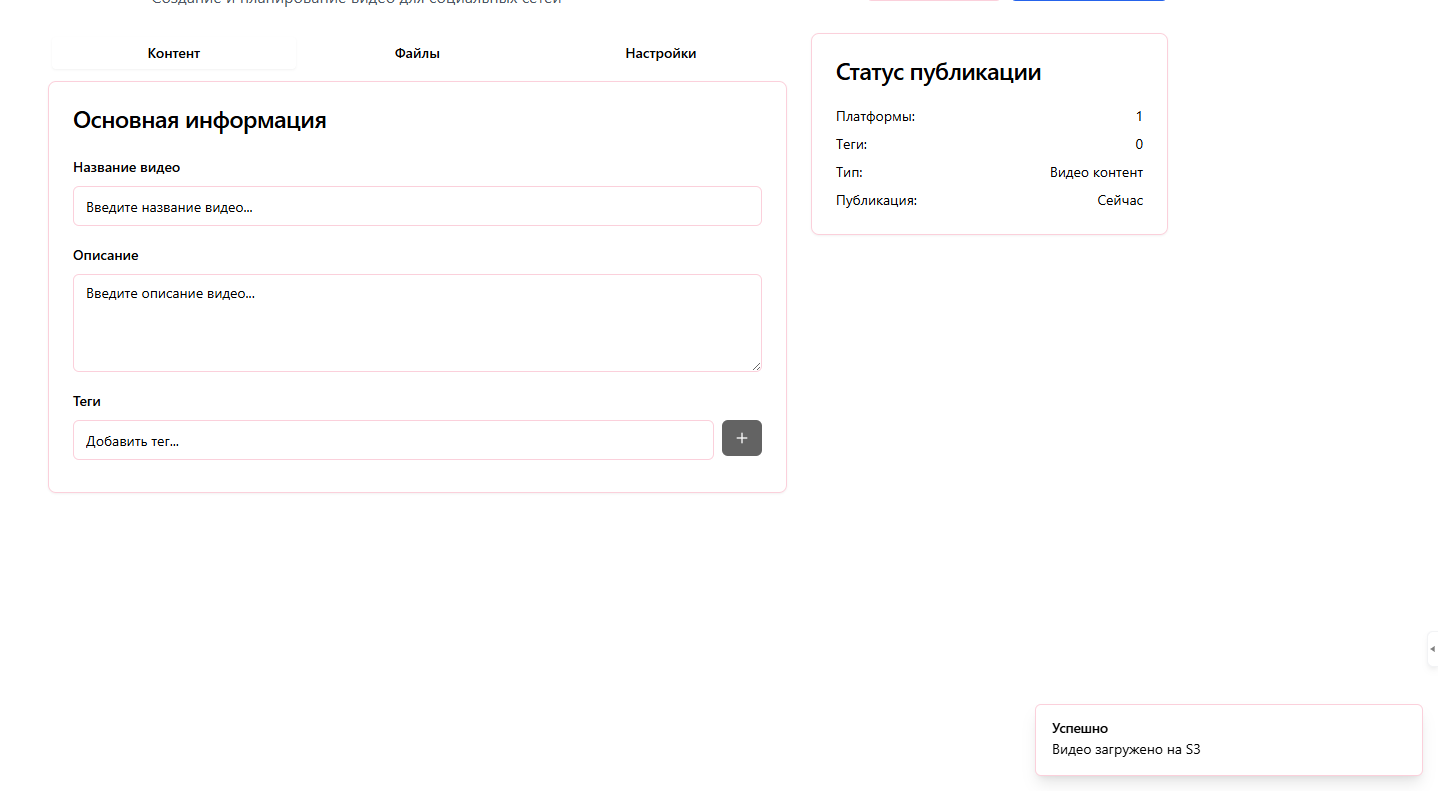 Создание и планирование видео для социальных сетей
Контент
Файлы
Настройки
Основная информация
Название видео
Введите название видео...
Описание
Введите описание видео...
Теги
Добавить тег...
+
Статус публикации
Платформы: 1
Теги: 0
Тип: Видео контент
Публикация: Сейчас
Успешно
Видео загружено на S3